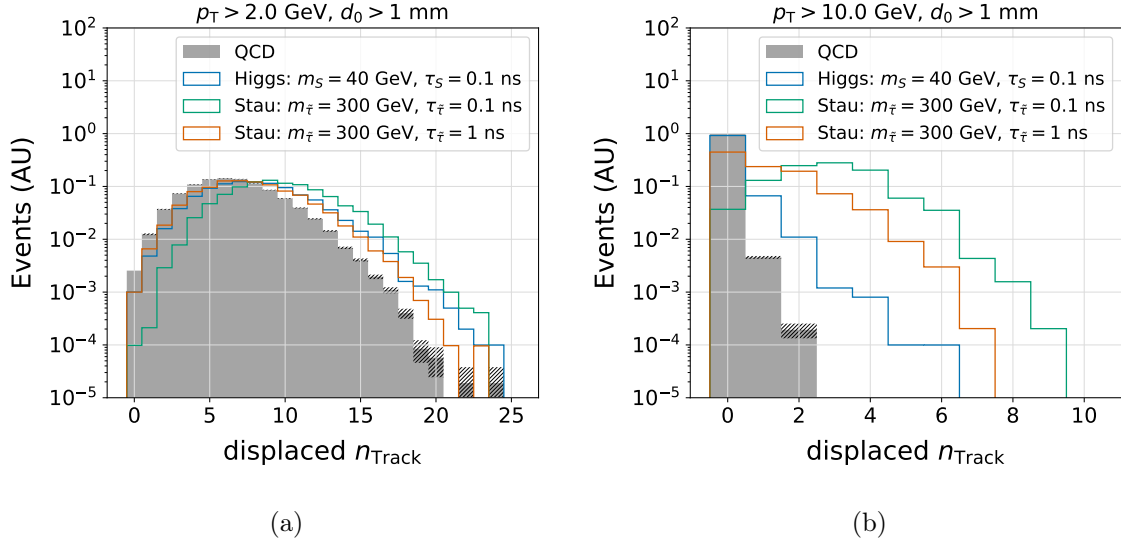 p_T > 2.0 GeV, d_0 > 1 mm
10^2
10^1
10^0
10^−1
10^−2
10^−3
10^−4
10^−5
Events (AU)
QCD
Higgs: m_S = 40 GeV, τ_S = 0.1 ns
Stau: m_τ̃ = 300 GeV, τ_τ̃ = 0.1 ns
Stau: m_τ̃ = 300 GeV, τ_τ̃ = 1 ns
0 5 10 15 20 25
displaced n_Track
(a)
p_T > 10.0 GeV, d_0 > 1 mm
10^2
10^1
10^0
10^−1
10^−2
10^−3
10^−4
10^−5
Events (AU)
QCD
Higgs: m_S = 40 GeV, τ_S = 0.1 ns
Stau: m_τ̃ = 300 GeV, τ_τ̃ = 0.1 ns
Stau: m_τ̃ = 300 GeV, τ_τ̃ = 1 ns
0 2 4 6 8 10
displaced n_Track
(b)